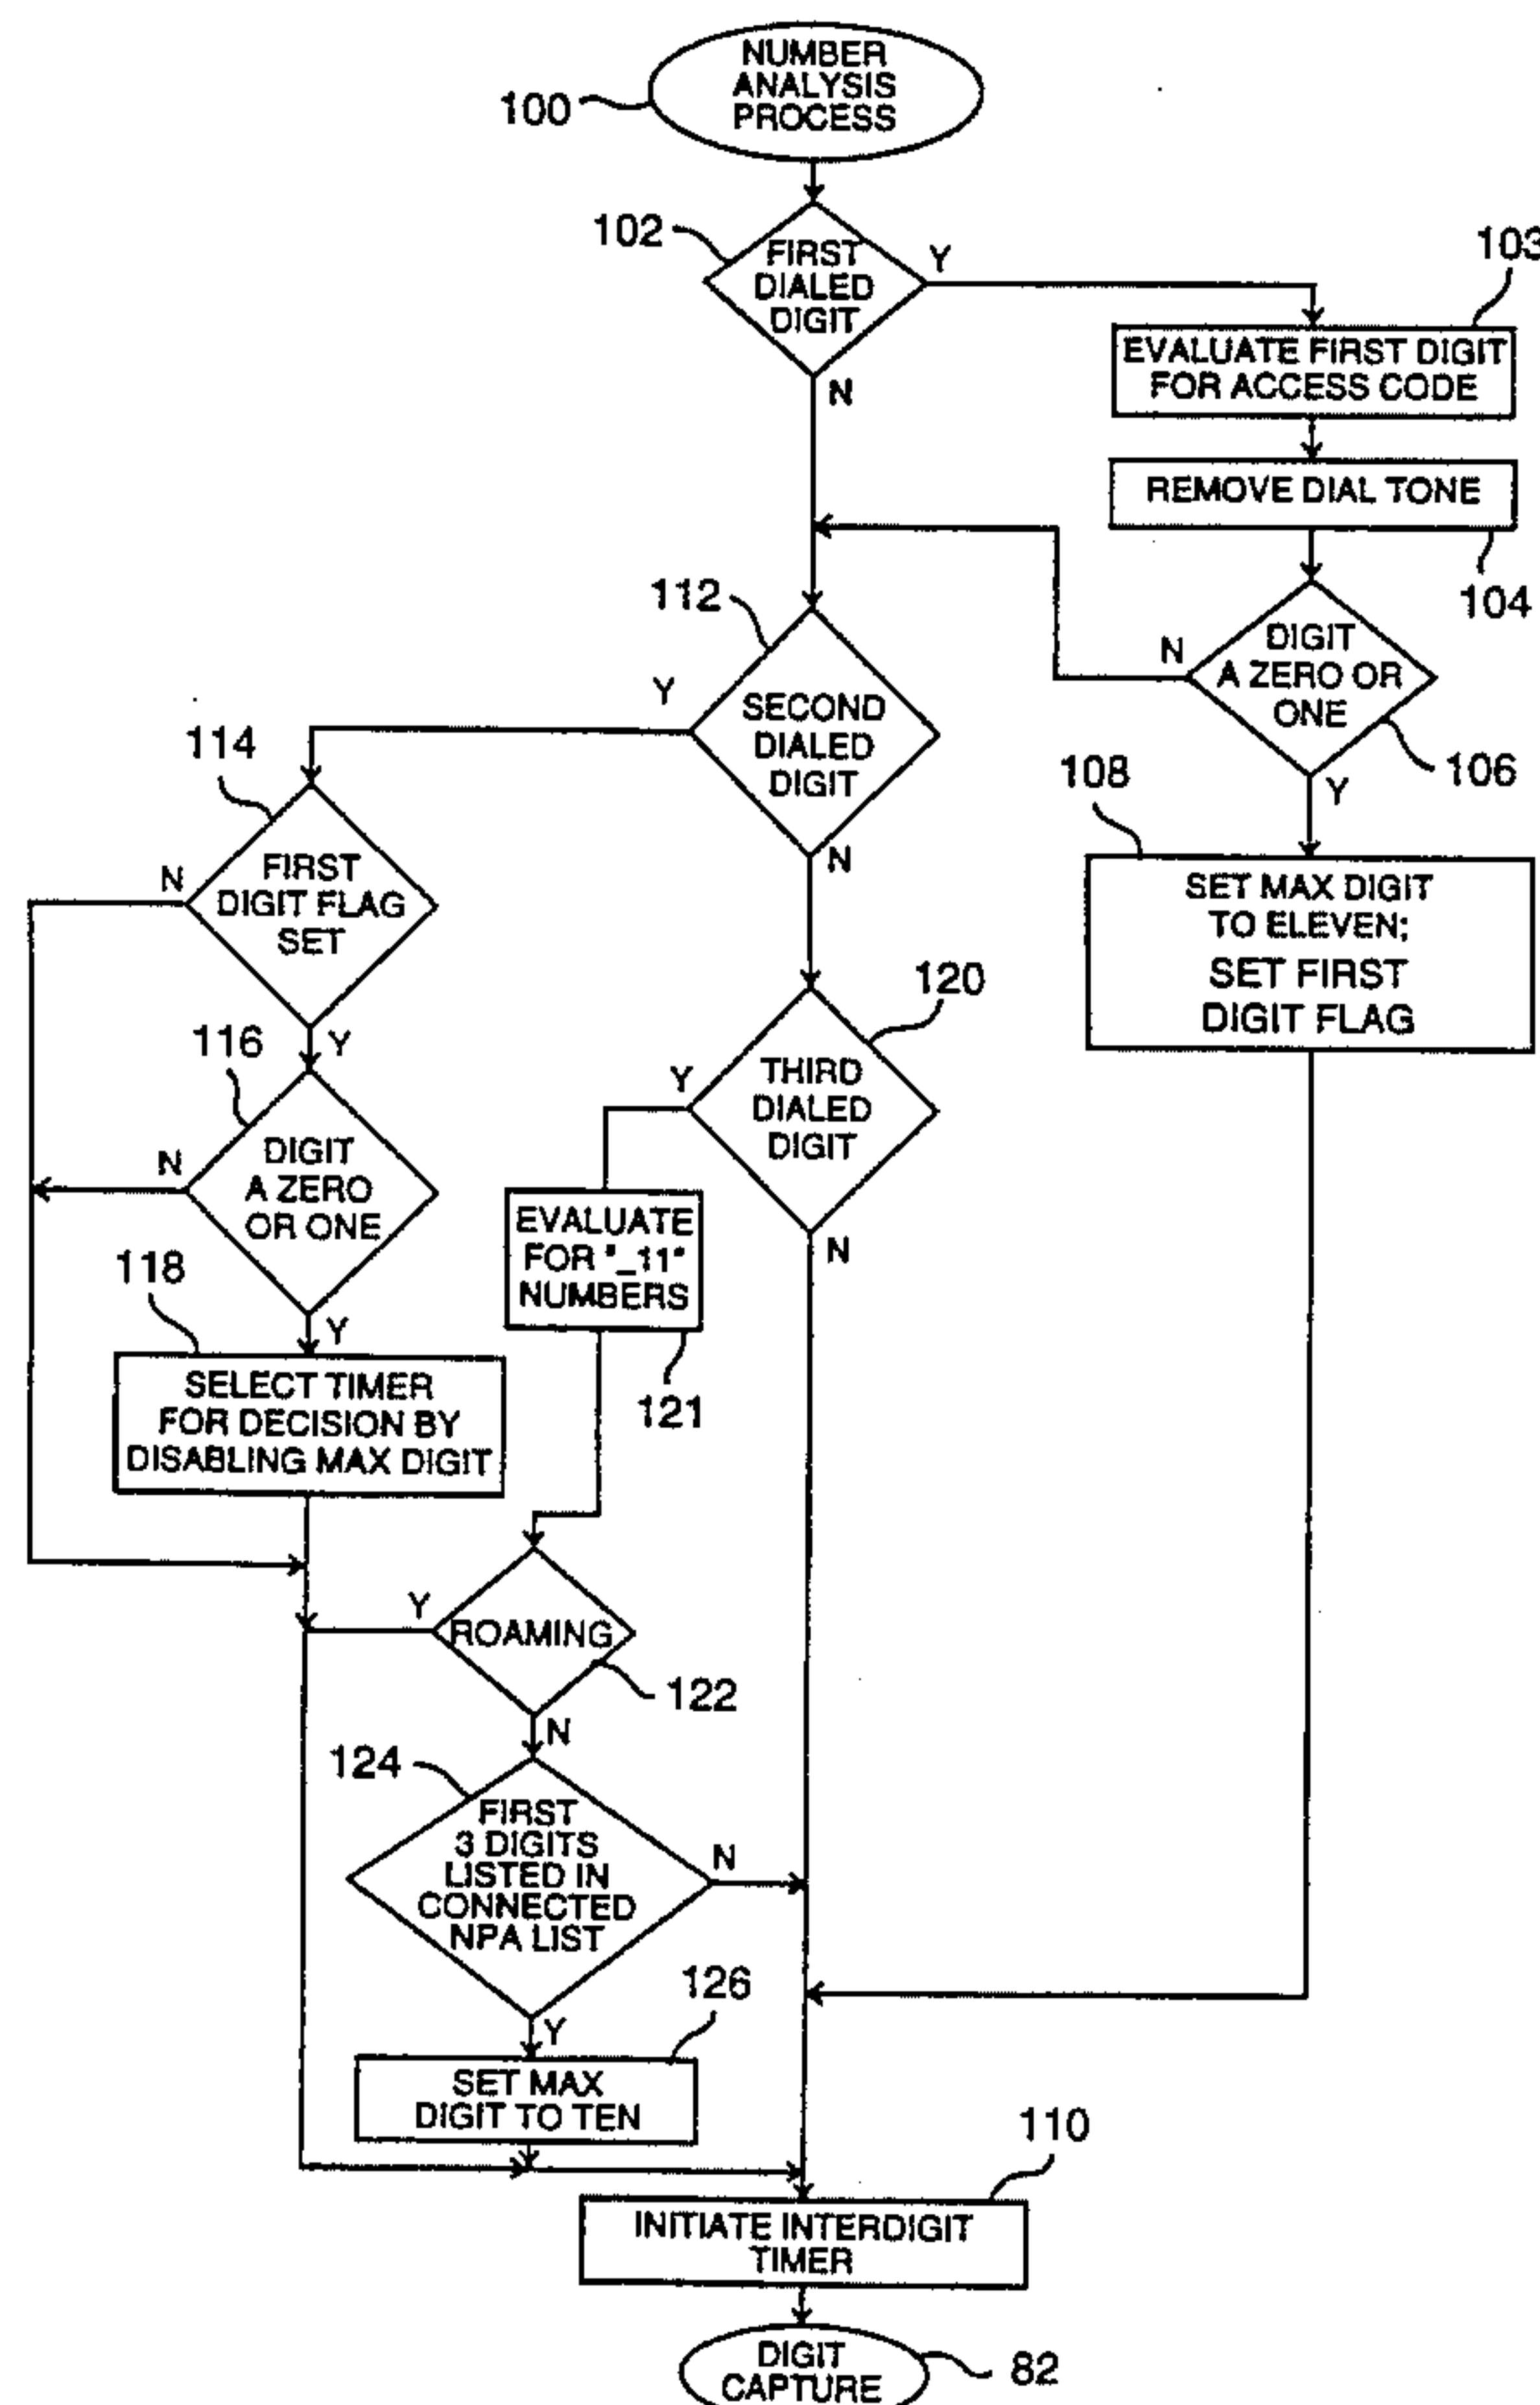 NUMBER
ANALYSIS
PROCESS
100
102
FIRST
DIALED
DIGIT
Y
N
103
EVALUATE FIRST DIGIT
FOR ACCESS CODE
REMOVE DIAL TONE
104
DIGIT
A ZERO OR
ONE
N
Y
106
108
SET MAX DIGIT
TO ELEVEN;
SET FIRST
DIGIT FLAG
112
SECOND
DIALED
DIGIT
Y
N
114
FIRST
DIGIT FLAG
SET
N
Y
116
DIGIT
A ZERO
OR ONE
N
Y
118
SELECT TIMER
FOR DECISION BY
DISABLING MAX DIGIT
120
THIRD
DIALED
DIGIT
Y
N
EVALUATE
FOR "_11"
NUMBERS
121
ROAMING
Y
N
122
124
FIRST
3 DIGITS
LISTED IN
CONNECTED
NPA LIST
N
Y
126
SET MAX
DIGIT TO TEN
110
INITIATE INTERDIGIT
TIMER
DIGIT
CAPTURE
82